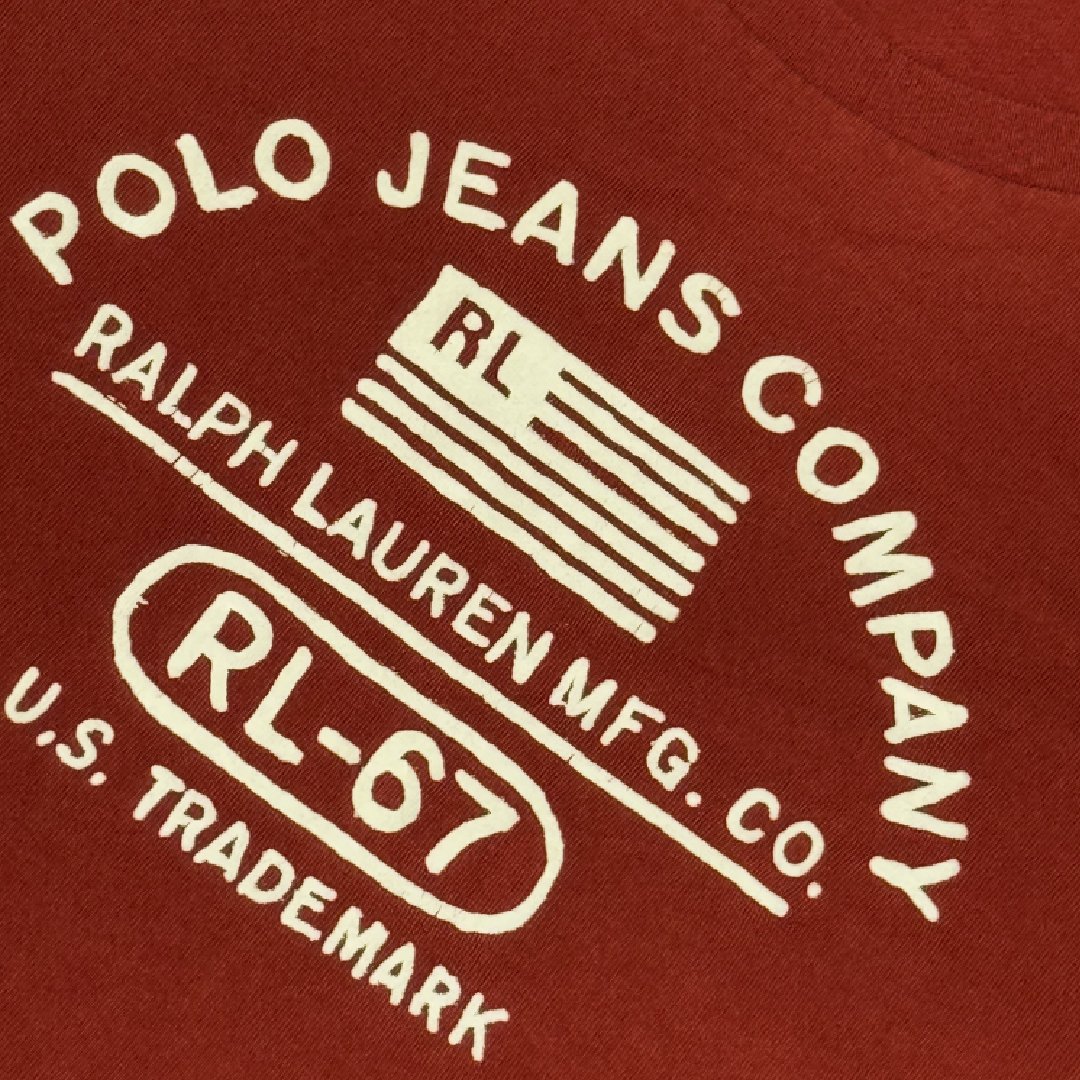 POLO JEANS COMPANY
RL
RALPH LAUREN MFG. CO.
RL-67
U.S. TRADEMARK